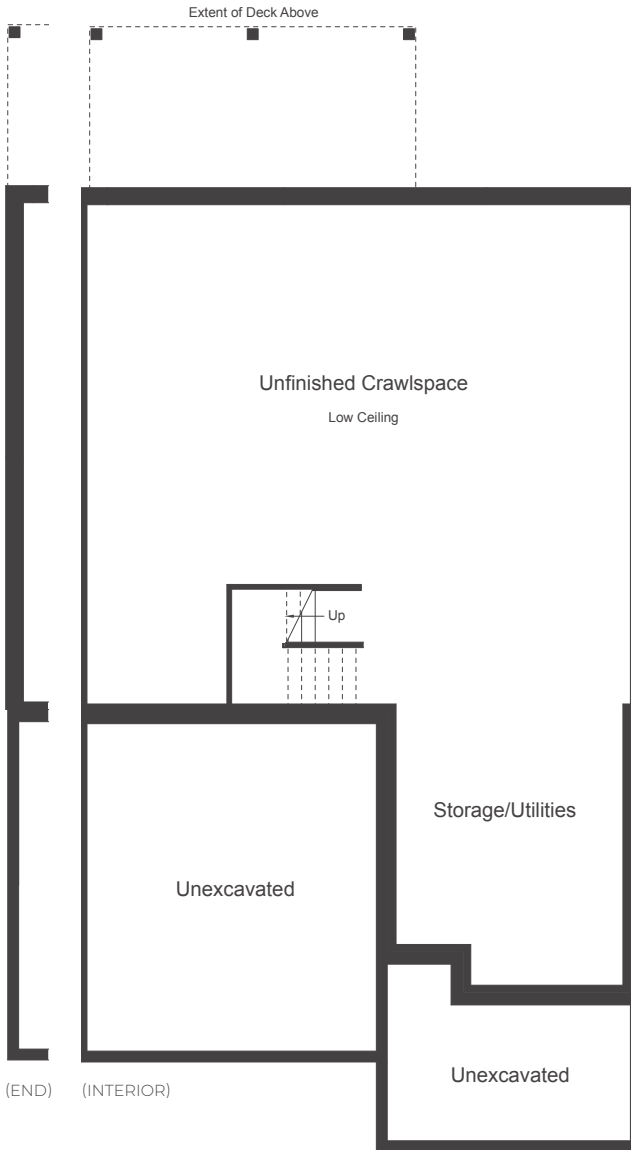 Extent of Deck Above
Unfinished Crawlspace
Low Ceiling
Up
Storage/Utilities
Unexcavated
Unexcavated
(END)
(INTERIOR)